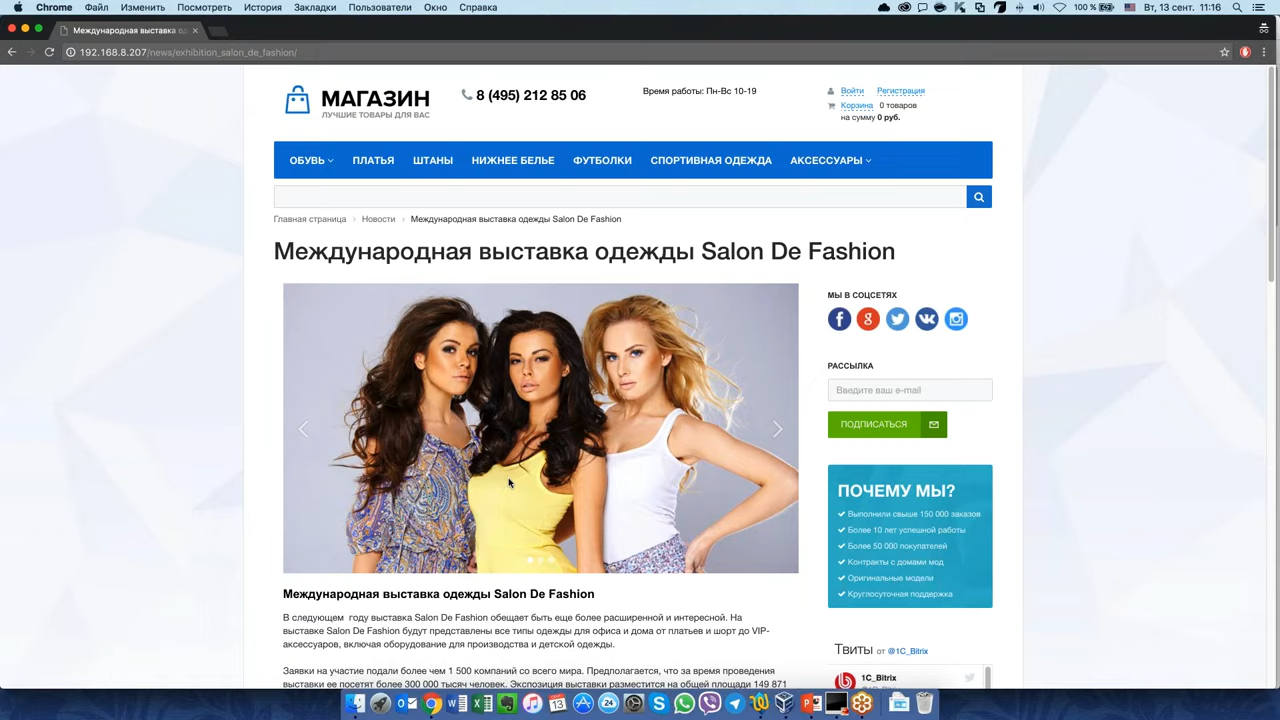 Chrome Файл Изменить Посмотреть История Закладки Пользователи Окно Справка 100 % Вт, 13 сент. 11:16
Международная выставка
192.168.8.207/news/exhibition_salon_de_fashion/
МАГАЗИН
ЛУЧШИЕ ТОВАРЫ ДЛЯ ВАС
8 (495) 212 85 06
Время работы: Пн-Вс 10-19
Войти Регистрация
Корзина 0 товаров
на сумму 0 руб.
ОБУВЬ ПЛАТЬЯ ШТАНЫ НИЖНЕЕ БЕЛЬЕ ФУТБОЛКИ СПОРТИВНАЯ ОДЕЖДА АКСЕССУАРЫ
Главная страница Новости Международная выставка одежды Salon De Fashion
Международная выставка одежды Salon De Fashion
МЫ В СОЦСЕТЯХ
РАССЫЛКА
Введите ваш e-mail
ПОДПИСАТЬСЯ
ПОЧЕМУ МЫ?
Выполнили свыше 150 000 заказов
Более 10 лет успешной работы
Более 50 000 покупателей
Контракты с домами мод
Оригинальные модели
Круглосуточная поддержка
Международная выставка одежды Salon De Fashion
В следующем году выставка Salon De Fashion обещает быть еще более расширенной и интересной. На
выставке Salon De Fashion будут представлены все типы одежды для офиса и дома от платьев и шорт до VIP-
аксессуаров, включая оборудование для производства и детской одежды.
Заявки на участие подали более чем 1 500 компаний со всего мира. Предполагается, что за время проведения
выставки ее посетят более 300 000 тысяч человек. Экспозиция выставки разместится на общей площади 149 871
Твиты от @1C_Bitrix
1C_Bitrix